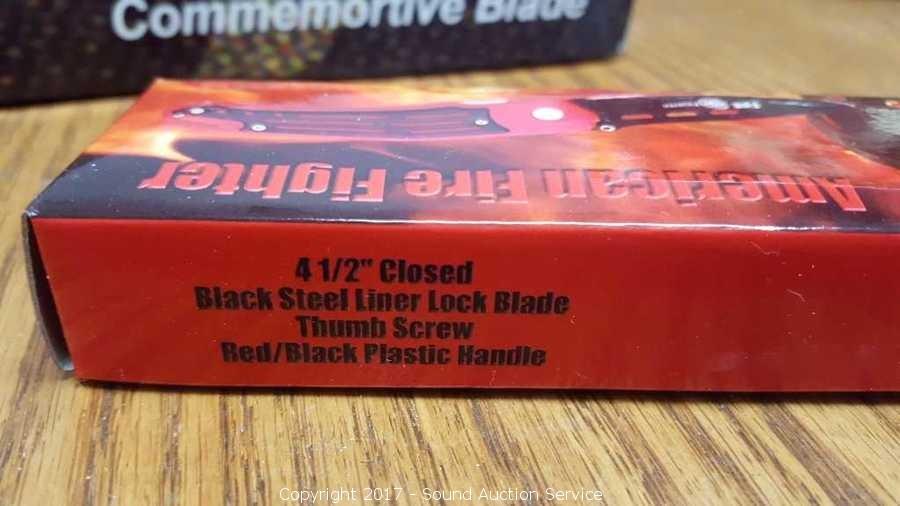 Commemortive Blade
American Fire Fighter
4 1/2" Closed
Black Steel Liner Lock Blade
Thumb Screw
Red/Black Plastic Handle
Copyright 2017 - Sound Auction Service